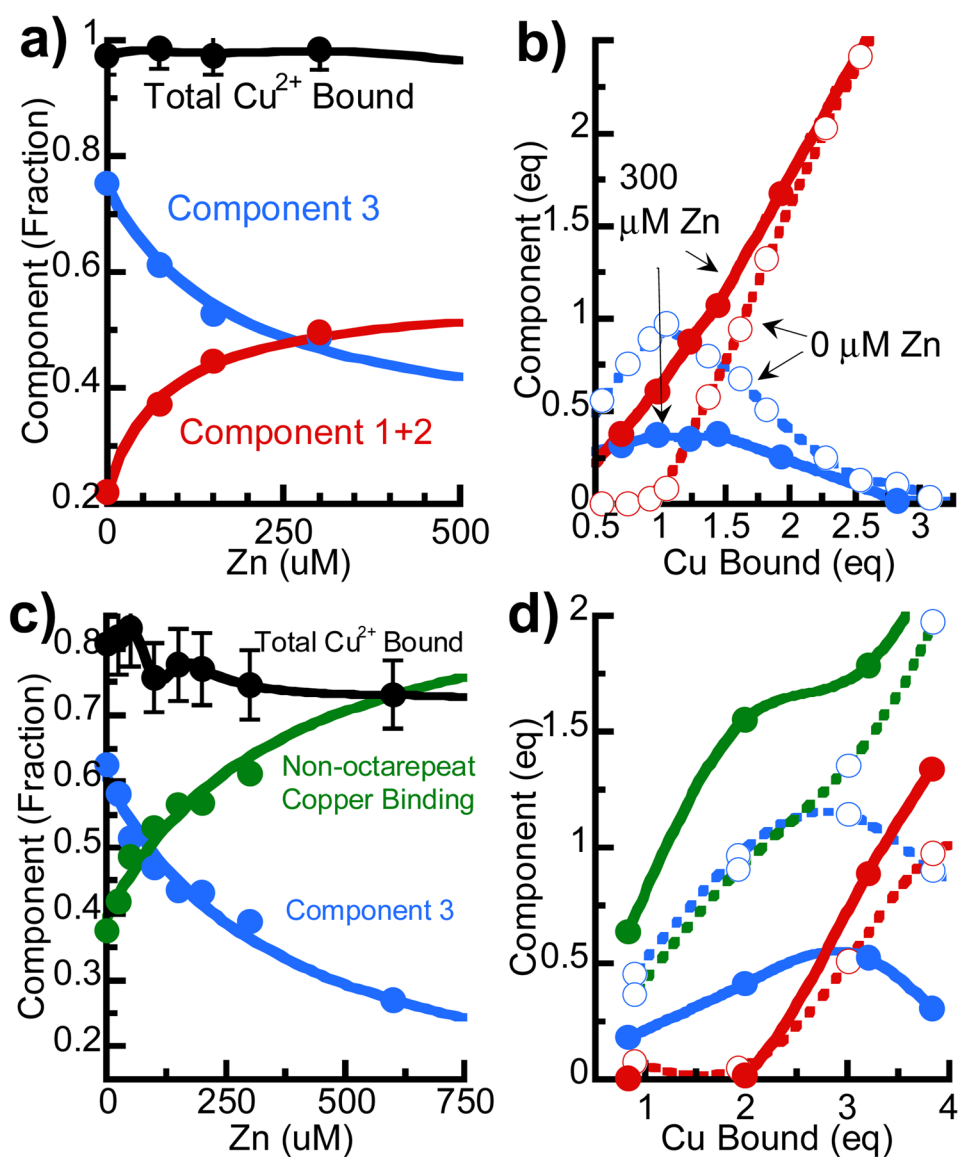 a)
Component (Fraction)
1
0.8
0.6
0.4
0.2
Total Cu2+ Bound
Component 3
Component 1+2
0
250
500
Zn (uM)
b)
Component (eq)
2
1.5
1
0.5
0
300
μM Zn
0 μM Zn
0.5
1
1.5
2
2.5
3
Cu Bound (eq)
c)
Component (Fraction)
0.8
0.7
0.6
0.5
0.4
0.3
0.2
Total Cu2+ Bound
Non-octarepeat
Copper Binding
Component 3
0
250
500
750
Zn (uM)
d)
Component (eq)
2
1.5
1
0.5
0
1
2
3
4
Cu Bound (eq)